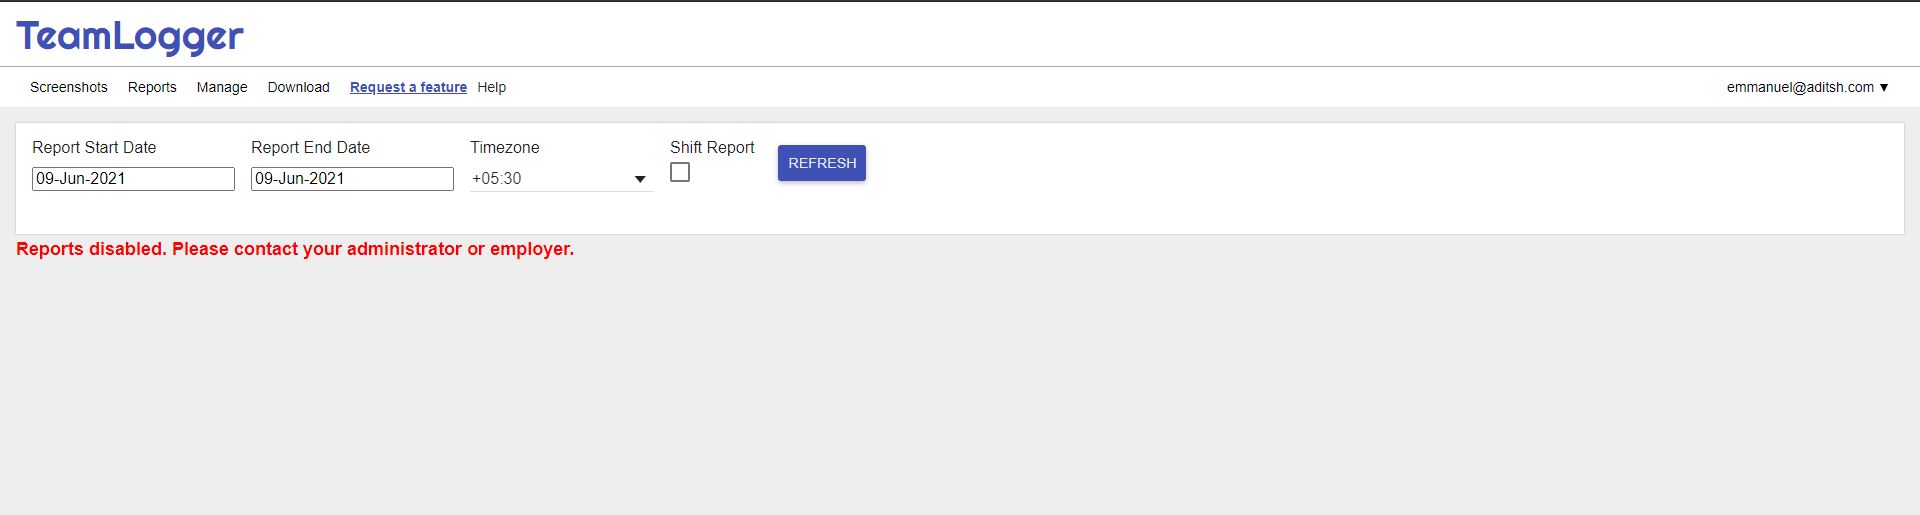 TeamLogger
Screenshots Reports Manage Download Request a feature Help emmanuel@aditsh.com ▼
Report Start Date Report End Date Timezone Shift Report
REFRESH
09-Jun-2021 09-Jun-2021 +05:30
Reports disabled. Please contact your administrator or employer.